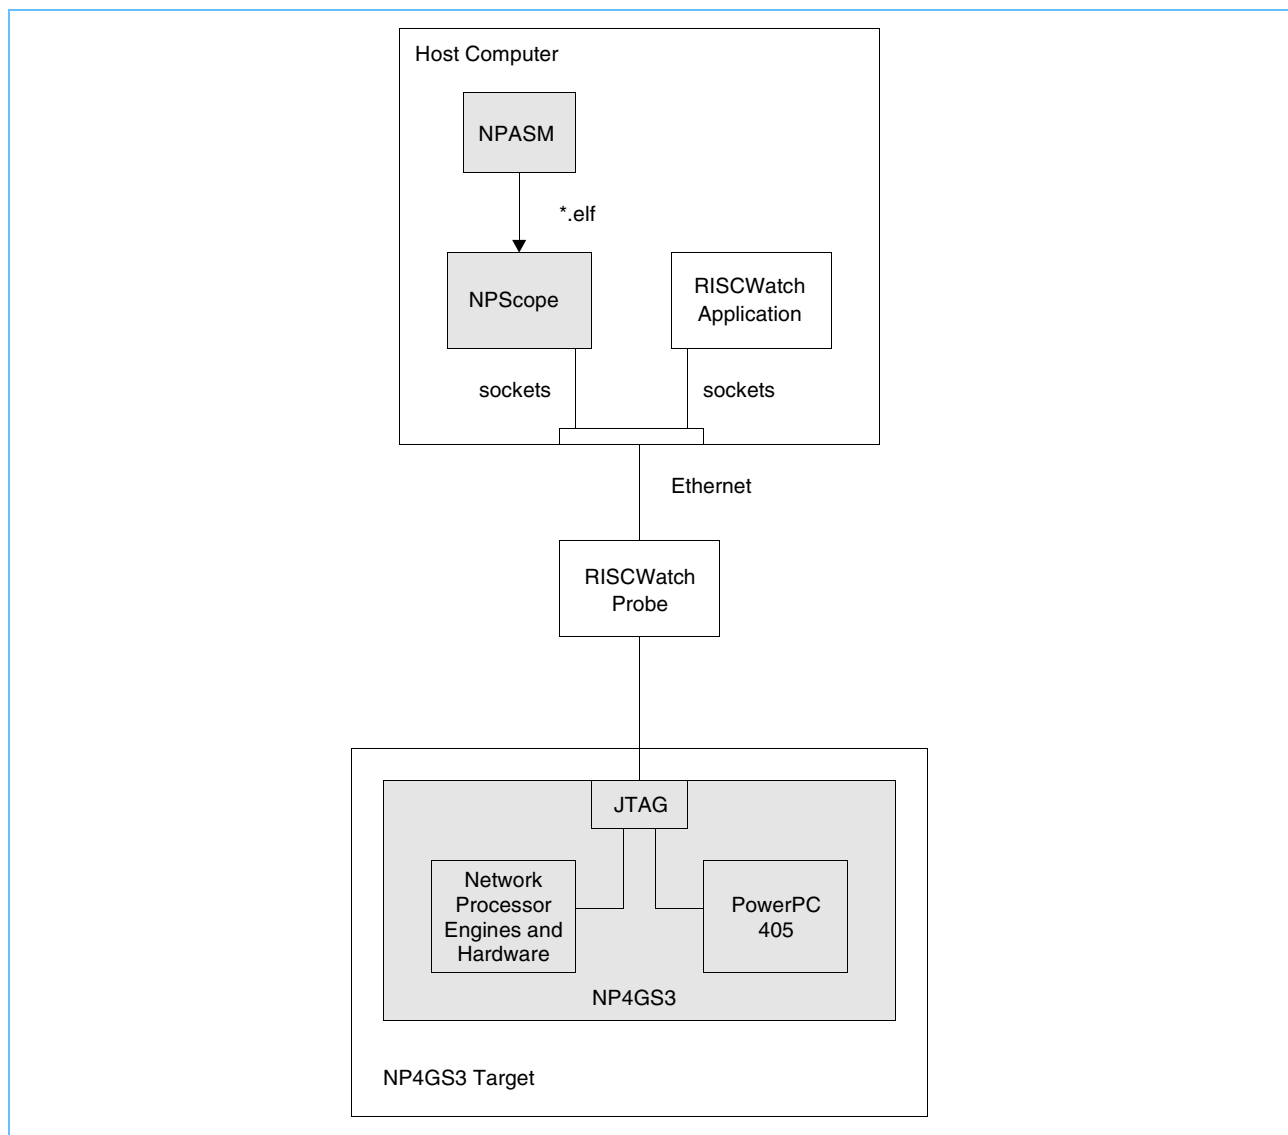 Host Computer
NPASM
*.elf
NPScope
RISCWatch
Application
sockets
sockets
Ethernet
RISCWatch
Probe
JTAG
Network
Processor
Engines and
Hardware
PowerPC
405
NP4GS3
NP4GS3 Target